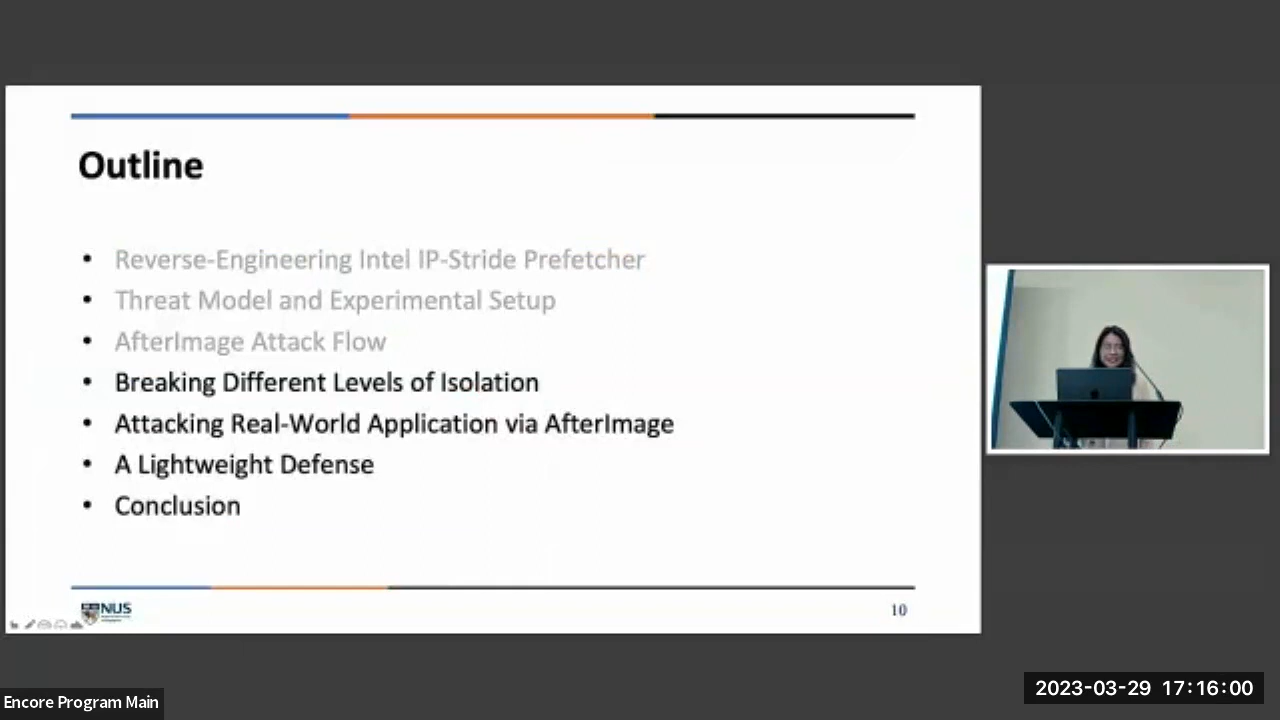 Outline
• Reverse-Engineering Intel IP-Stride Prefetcher
• Threat Model and Experimental Setup
• AfterImage Attack Flow
• Breaking Different Levels of Isolation
• Attacking Real-World Application via AfterImage
• A Lightweight Defense
• Conclusion
NUS
10
Encore Program Main
2023-03-29 17:16:00